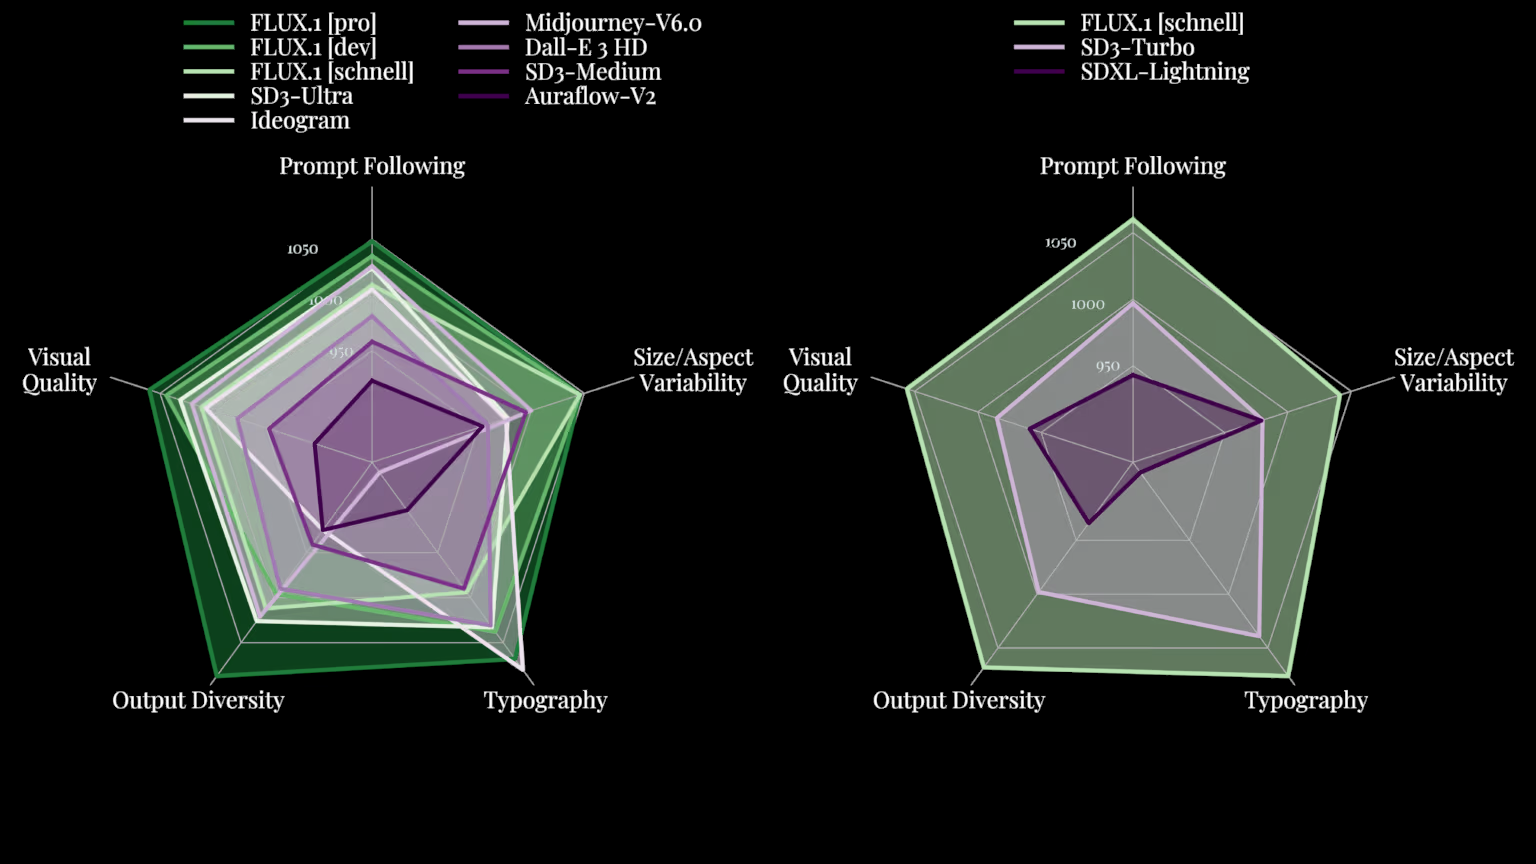 FLUX.1 [pro]
FLUX.1 [dev]
FLUX.1 [schnell]
SD3-Ultra
Ideogram
Midjourney-V6.0
Dall-E 3 HD
SD3-Medium
Auraflow-V2
Prompt Following
1050
1000
950
Visual
Quality
Size/Aspect
Variability
Output Diversity
Typography
FLUX.1 [schnell]
SD3-Turbo
SDXL-Lightning
Prompt Following
1050
1000
950
Visual
Quality
Size/Aspect
Variability
Output Diversity
Typography